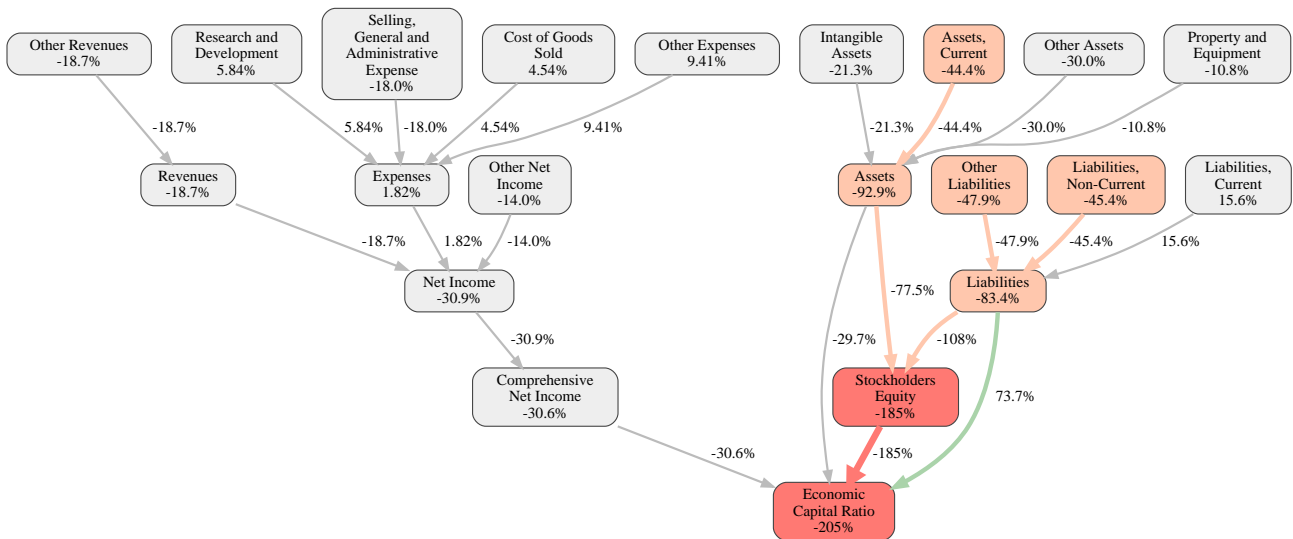 Other Revenues
-18.7%
Research and
Development
5.84%
Selling,
General and
Administrative
Expense
-18.0%
Cost of Goods
Sold
4.54%
Other Expenses
9.41%
Intangible
Assets
-21.3%
Assets,
Current
-44.4%
Other Assets
-30.0%
Property and
Equipment
-10.8%
-18.7%
5.84%
-18.0%
4.54%
9.41%
-21.3%
-44.4%
-30.0%
-10.8%
Revenues
-18.7%
Expenses
1.82%
Other Net
Income
-14.0%
Assets
-92.9%
Other
Liabilities
-47.9%
Liabilities,
Non-Current
-45.4%
Liabilities,
Current
15.6%
-18.7%
1.82%
-14.0%
-47.9%
-45.4%
15.6%
Net Income
-30.9%
-77.5%
Liabilities
-83.4%
-30.9%
-29.7%
-108%
Comprehensive
Net Income
-30.6%
Stockholders
Equity
-185%
73.7%
-30.6%
-185%
Economic
Capital Ratio
-205%